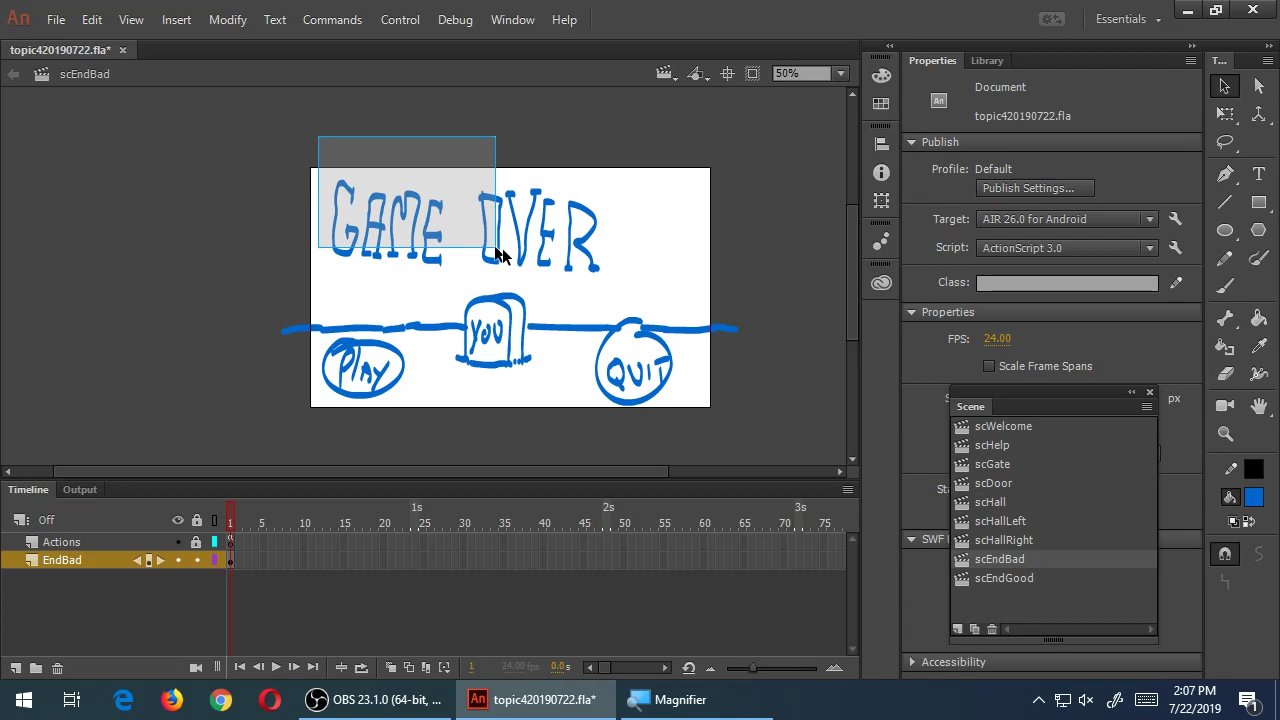 An File Edit View Insert Modify Text Commands Control Debug Window Help Essentials
topic420190722.fla* ×
scEndBad 50%
GAME OVER
YOU
PLAY
QUIT
Properties Library
Document
An topic420190722.fla
Publish
Profile: Default
Publish Settings...
Target: AIR 26.0 for Android
Script: ActionScript 3.0
Class:
Properties
FPS: 24.00
Scale Frame Spans
px
Scene
scWelcome
scHelp
scGate
scDoor
scHall
scHallLeft
scHallRight
scEndBad
scEndGood
SWF
Accessibility
T...
Timeline Output
1s 2s 3s
Off 1 5 10 15 20 25 30 35 40 45 50 55 60 65 70 75
Actions
EndBad
1 24.00 fps 0.0 s
OBS 23.1.0 (64-bit, ... An topic420190722.fla* Magnifier
2:07 PM
7/22/2019
1